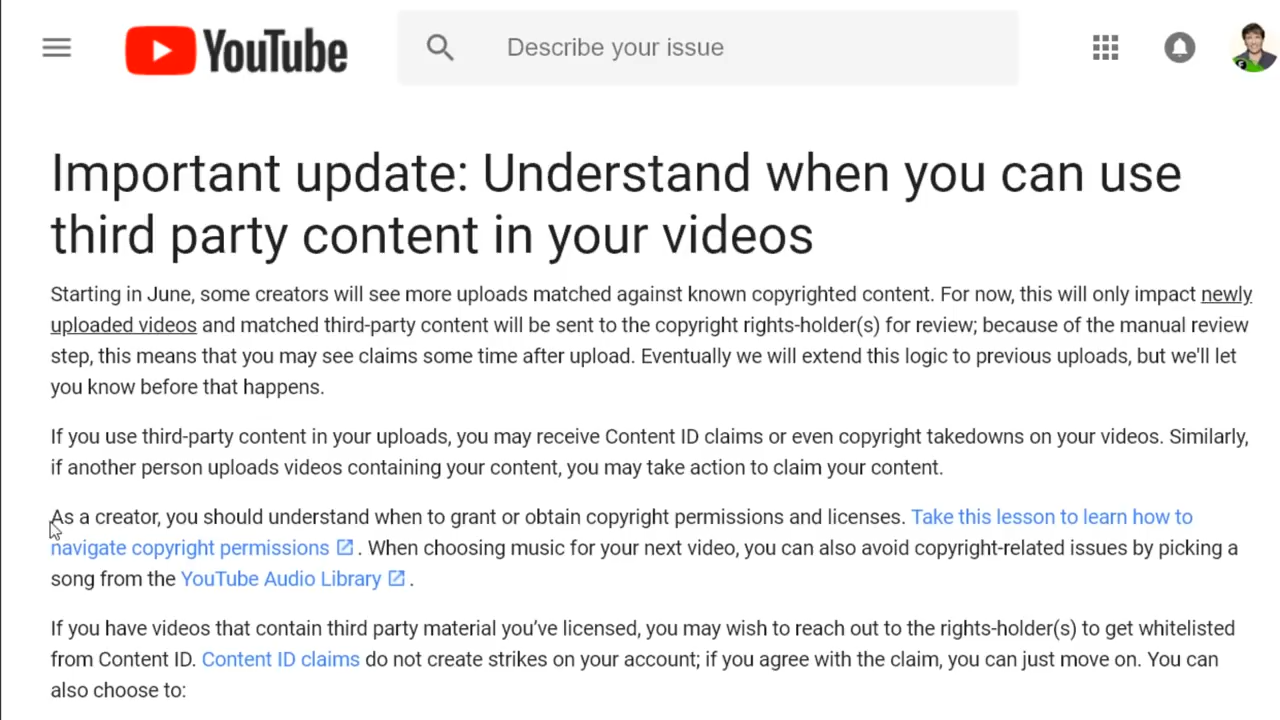 YouTube
Describe your issue
Important update: Understand when you can use
third party content in your videos
Starting in June, some creators will see more uploads matched against known copyrighted content. For now, this will only impact newly
uploaded videos and matched third-party content will be sent to the copyright rights-holder(s) for review; because of the manual review
step, this means that you may see claims some time after upload. Eventually we will extend this logic to previous uploads, but we'll let
you know before that happens.
If you use third-party content in your uploads, you may receive Content ID claims or even copyright takedowns on your videos. Similarly,
if another person uploads videos containing your content, you may take action to claim your content.
As a creator, you should understand when to grant or obtain copyright permissions and licenses. Take this lesson to learn how to
navigate copyright permissions. When choosing music for your next video, you can also avoid copyright-related issues by picking a
song from the YouTube Audio Library.
If you have videos that contain third party material you’ve licensed, you may wish to reach out to the rights-holder(s) to get whitelisted
from Content ID. Content ID claims do not create strikes on your account; if you agree with the claim, you can just move on. You can
also choose to: